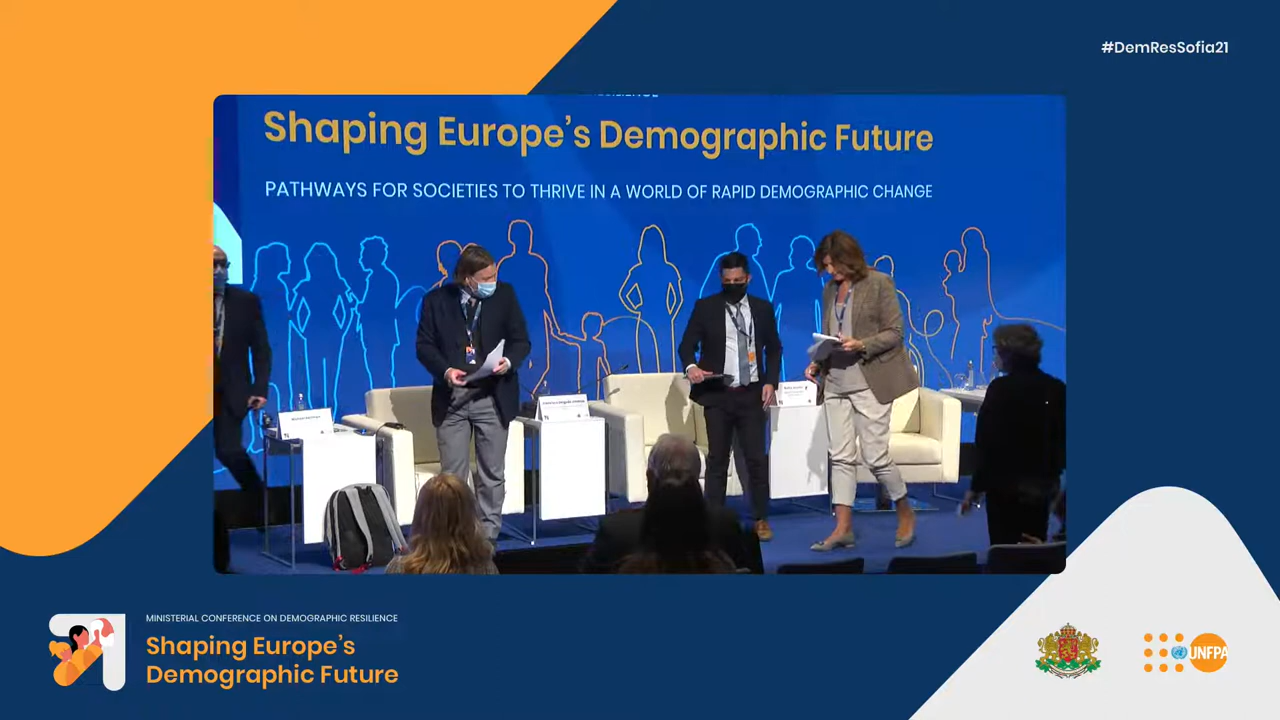 #DemResSofia21
Shaping Europe's Demographic Future
PATHWAYS FOR SOCIETIES TO THRIVE IN A WORLD OF RAPID DEMOGRAPHIC CHANGE
MINISTERIAL CONFERENCE ON DEMOGRAPHIC RESILIENCE
Shaping Europe's
Demographic Future
UNFPA